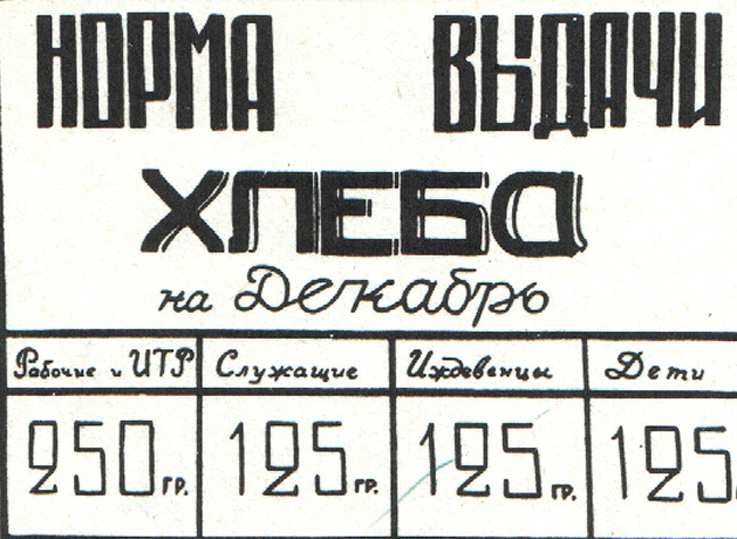 НОРМА ВЫДАЧИ
ХЛЕБА
на Декабрь
Рабочие и ИТР Служащие Иждевенцы Дети
250 гр. 125 гр. 125 гр. 125